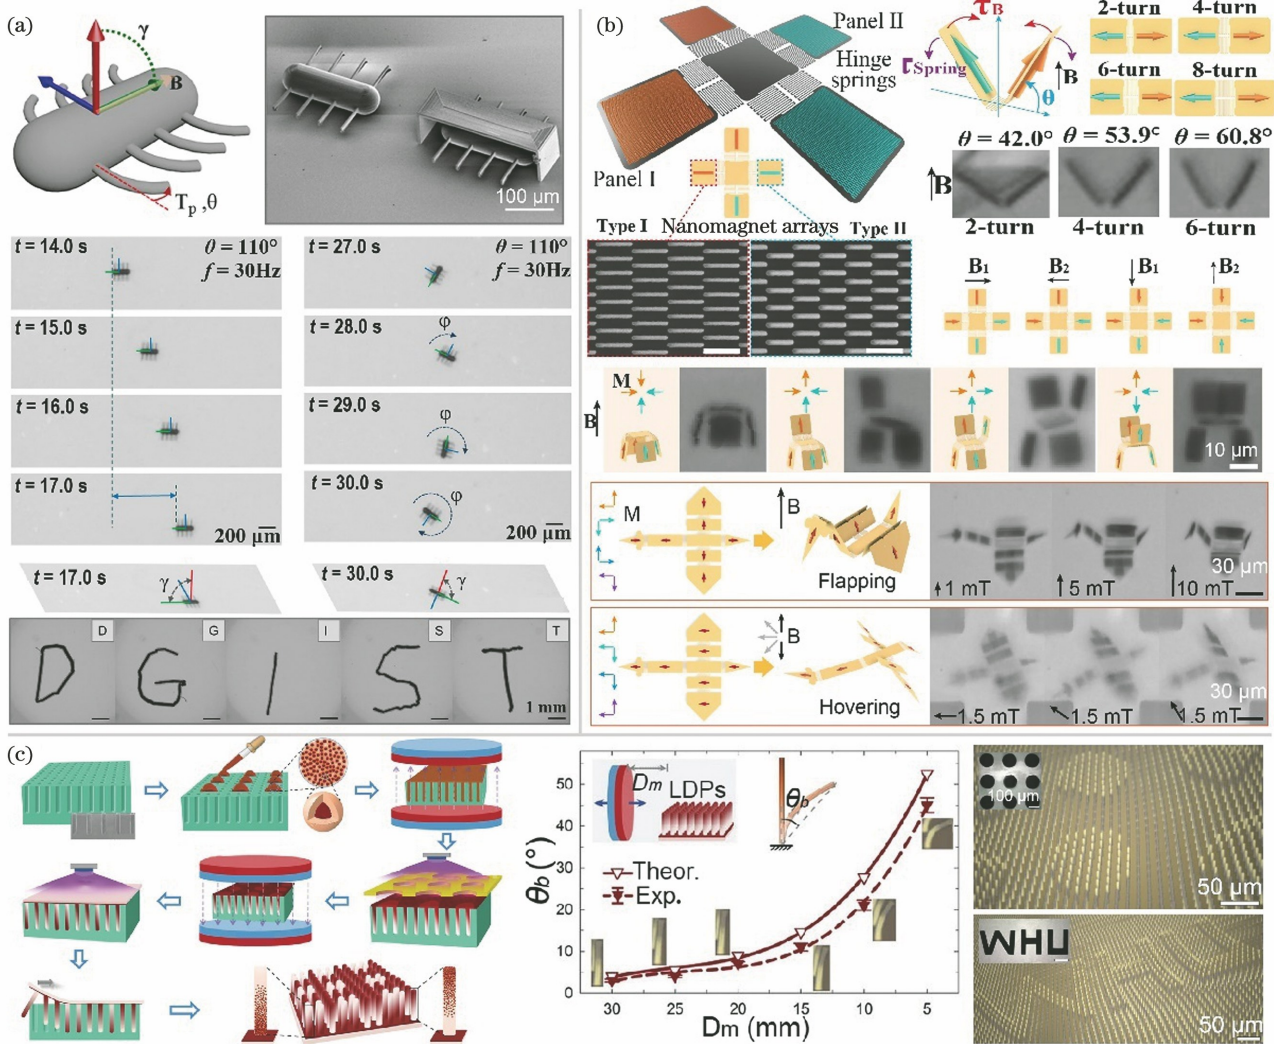 (a)
γ
B
Tp ,θ
100 μm
t = 14.0 s
θ = 110°
f = 30Hz
t = 15.0 s
t = 16.0 s
t = 17.0 s
200 μm
t = 27.0 s
θ = 110°
f = 30Hz
t = 28.0 s
φ
t = 29.0 s
φ
t = 30.0 s
φ
200 μm
t = 17.0 s
γ
t = 30.0 s
γ
D
G
I
S
T
D G I S T
1 mm
(b)
Panel II
Hinge
springs
Panel I
Type I
Nanomagnet arrays
Type II
τB
τSpring
B
θ
2-turn
4-turn
6-turn
8-turn
θ = 42.0°
θ = 53.9c
θ = 60.8°
B
2-turn
4-turn
6-turn
B1
B2
B1
B2
M
B
10 μm
M
B
Flapping
1 mT
5 mT
10 mT
30 μm
B
Hovering
1.5 mT
1.5 mT
1.5 mT
30 μm
(c)
Dm
LDPs
θb
Theor.
Exp.
θb (°)
50
40
30
20
10
0
30
25
20
15
10
5
Dm (mm)
100 μm
50 μm
WHU
50 μm